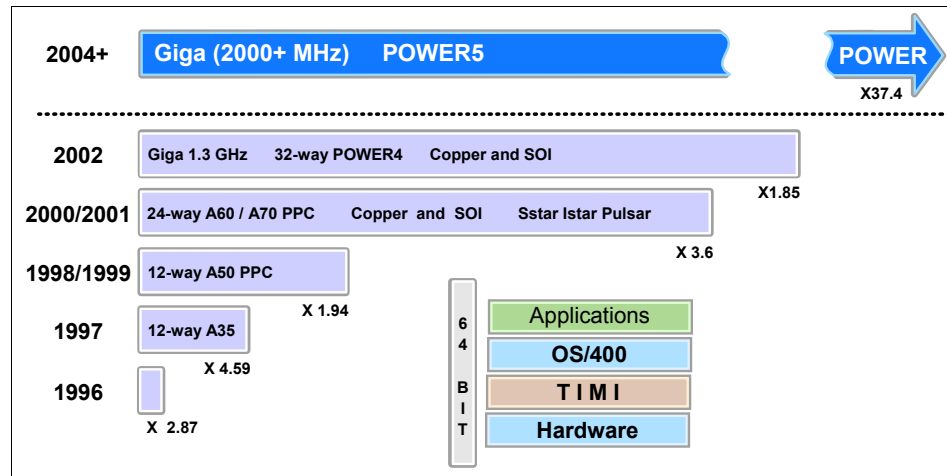 2004+ Giga (2000+ MHz) POWER5 POWER
X37.4
2002 Giga 1.3 GHz 32-way POWER4 Copper and SOI
X1.85
2000/2001 24-way A60 / A70 PPC Copper and SOI Sstar Istar Pulsar
X 3.6
1998/1999 12-way A50 PPC
X 1.94
1997 12-way A35
X 4.59
1996
X 2.87
64 BIT
Applications
OS/400
TIMI
Hardware